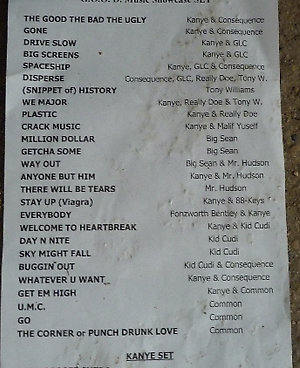 G.O.O. D. Music Showcase SET
THE GOOD THE BAD THE UGLY Kanye & Consequence
GONE Kanye & Consequence
DRIVE SLOW Kanye & GLC
BIG SCREENS Kanye & GLC
SPACESHIP Kanye, GLC & Consequence
DISPERSE Consequence, GLC, Really Doe, Tony W.
(SNIPPET of) HISTORY Tony Williams
WE MAJOR Kanye, Really Doe & Tony W.
PLASTIC Kanye & Really Doe
CRACK MUSIC Kanye & Malif Yuself
MILLION DOLLAR Big Sean
GETCHA SOME Big Sean
WAY OUT Big Sean & Mr. Hudson
ANYONE BUT HIM Kanye & Mr. Hudson
THERE WILL BE TEARS Mr. Hudson
STAY UP (Viagra) Kanye & 88-Keys
EVERYBODY Fonzworth Bentley & Kanye
WELCOME TO HEARTBREAK Kanye & Kid Cudi
DAY N NITE Kid Cudi
SKY MIGHT FALL Kid Cudi
BUGGIN OUT Kid Cudi & Consequence
WHATEVER U WANT Kanye & Consequence
GET EM HIGH Kanye & Common
U.M.C. Common
GO Common
THE CORNER or PUNCH DRUNK LOVE Common
KANYE SET